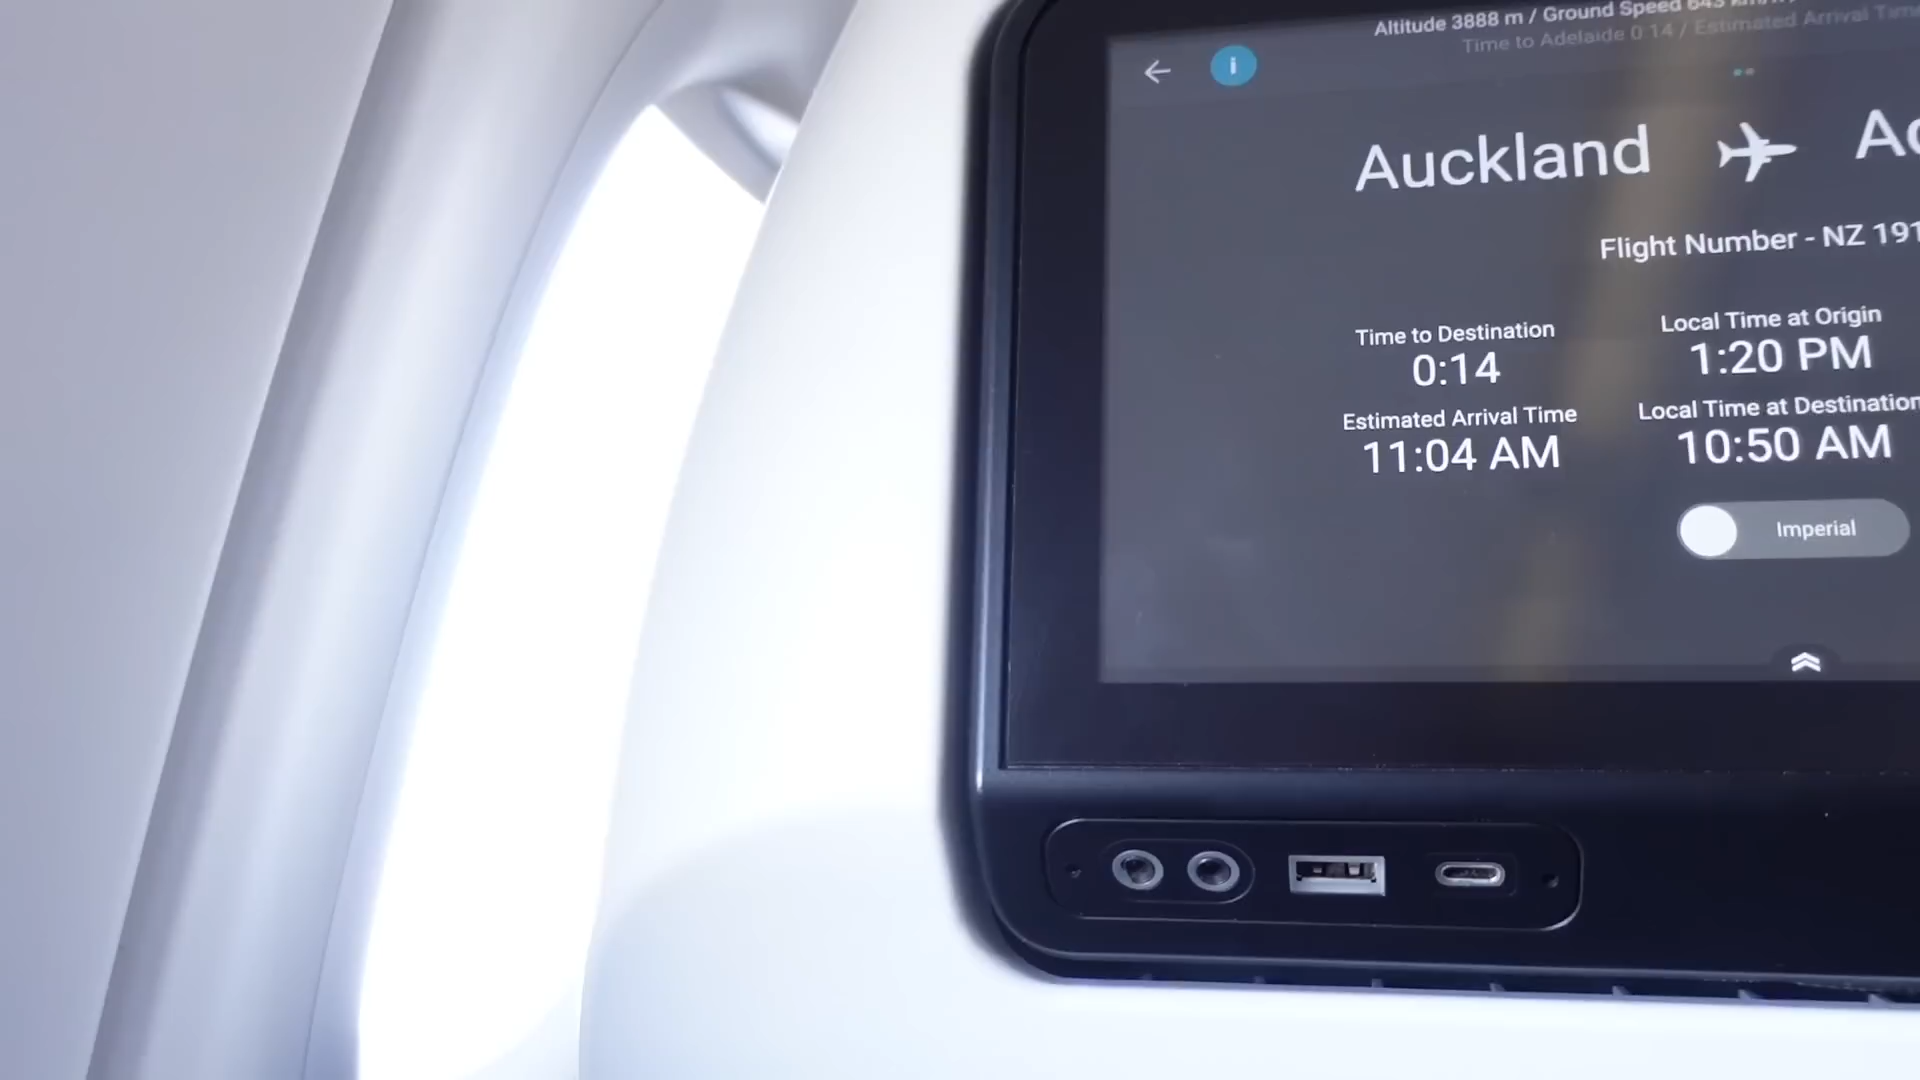 Altitude 3888 m / Ground Speed 643
Time to Adelaide 0:14 / Estimated Arrival Time
i
Auckland
Flight Number - NZ 191
Time to Destination
0:14
Local Time at Origin
1:20 PM
Estimated Arrival Time
11:04 AM
Local Time at Destination
10:50 AM
Imperial